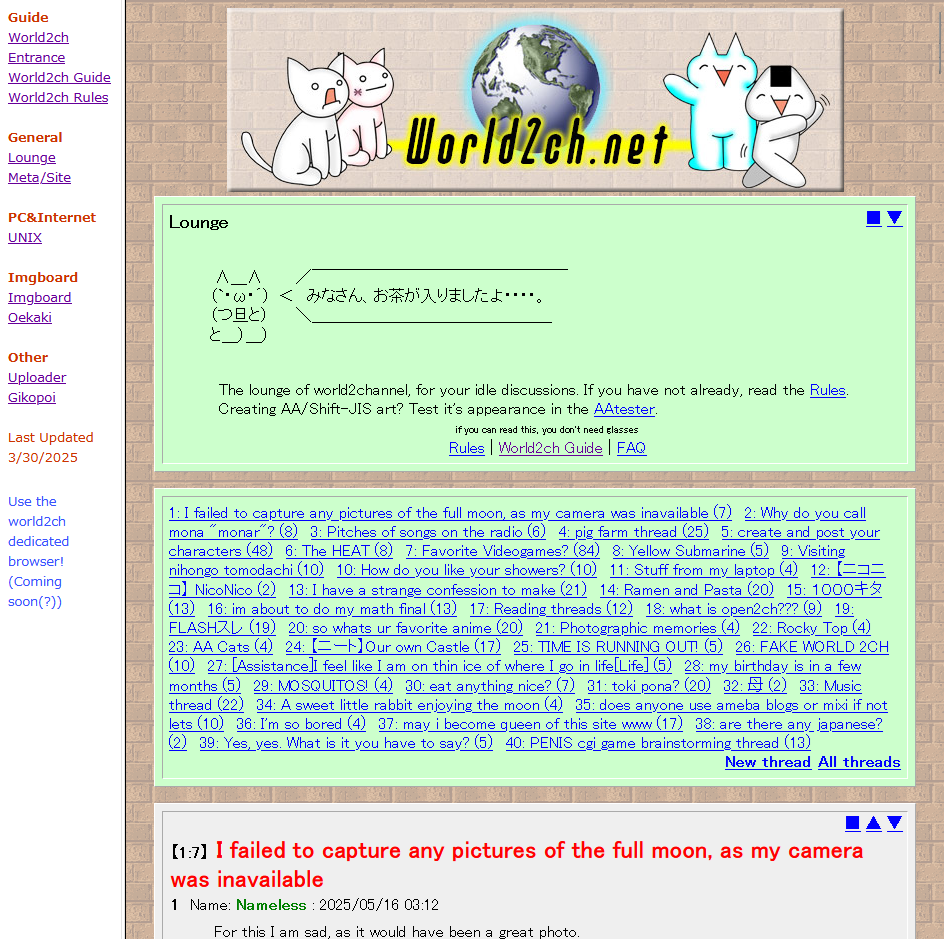 Guide
World2ch
Entrance
World2ch Guide
World2ch Rules
General
Lounge
Meta/Site
PC&Internet
UNIX
Imgboard
Imgboard
Oekaki
Other
Uploader
Gikopoi
Last Updated
3/30/2025
Use the
world2ch
dedicated
browser!
(Coming
soon(?))
World2ch.net
Lounge
■ ▼
∧＿∧ ／￣￣￣￣￣￣￣￣￣￣￣￣￣￣￣￣
(`・ω・´) ＜ みなさん、お茶が入りましたよ・・・・。
(つ旦と) ＼＿＿＿＿＿＿＿＿＿＿＿＿＿＿＿
と＿)＿)
The lounge of world2channel, for your idle discussions. If you have not already, read the Rules.
Creating AA/Shift-JIS art? Test it's appearance in the AAtester.
if you can read this, you don't need glasses
Rules | World2ch Guide | FAQ
1: I failed to capture any pictures of the full moon, as my camera was inavailable (7) 2: Why do you call
mona "monar"? (8) 3: Pitches of songs on the radio (6) 4: pig farm thread (25) 5: create and post your
characters (48) 6: The HEAT (8) 7: Favorite Videogames? (84) 8: Yellow Submarine (5) 9: Visiting
nihongo tomodachi (10) 10: How do you like your showers? (10) 11: Stuff from my laptop (4) 12: 【ニコニ
コ】 NicoNico (2) 13: I have a strange confession to make (21) 14: Ramen and Pasta (20) 15: 1000キタ
(13) 16: im about to do my math final (13) 17: Reading threads (12) 18: what is open2ch??? (9) 19:
FLASHスレ (19) 20: so whats ur favorite anime (20) 21: Photographic memories (4) 22: Rocky Top (4)
23: AA Cats (4) 24: 【ニート】Our own Castle (17) 25: TIME IS RUNNING OUT! (5) 26: FAKE WORLD 2CH
(10) 27: [Assistance]I feel like I am on thin ice of where I go in life[Life] (5) 28: my birthday is in a few
months (5) 29: MOSQUITOS! (4) 30: eat anything nice? (7) 31: toki pona? (20) 32: 母 (2) 33: Music
thread (22) 34: A sweet little rabbit enjoying the moon (4) 35: does anyone use ameba blogs or mixi if not
lets (10) 36: I'm so bored (4) 37: may i become queen of this site www (17) 38: are there any japanese?
(2) 39: Yes, yes. What is it you have to say? (5) 40: PENIS cgi game brainstorming thread (13)
New thread All threads
■ ▲ ▼
【1:7】 I failed to capture any pictures of the full moon, as my camera
was inavailable
1 Name: Nameless : 2025/05/16 03:12
For this I am sad, as it would have been a great photo.